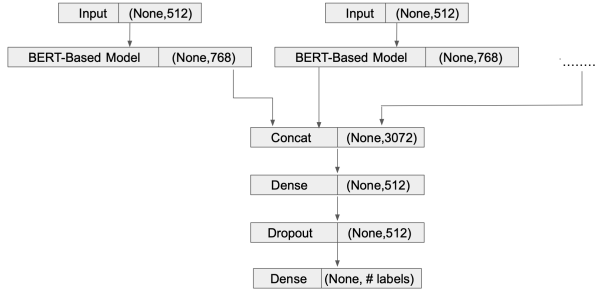 Input (None,512) Input (None,512)
BERT-Based Model (None,768) BERT-Based Model (None,768) ........
Concat (None,3072)
Dense (None,512)
Dropout (None,512)
Dense (None, # labels)